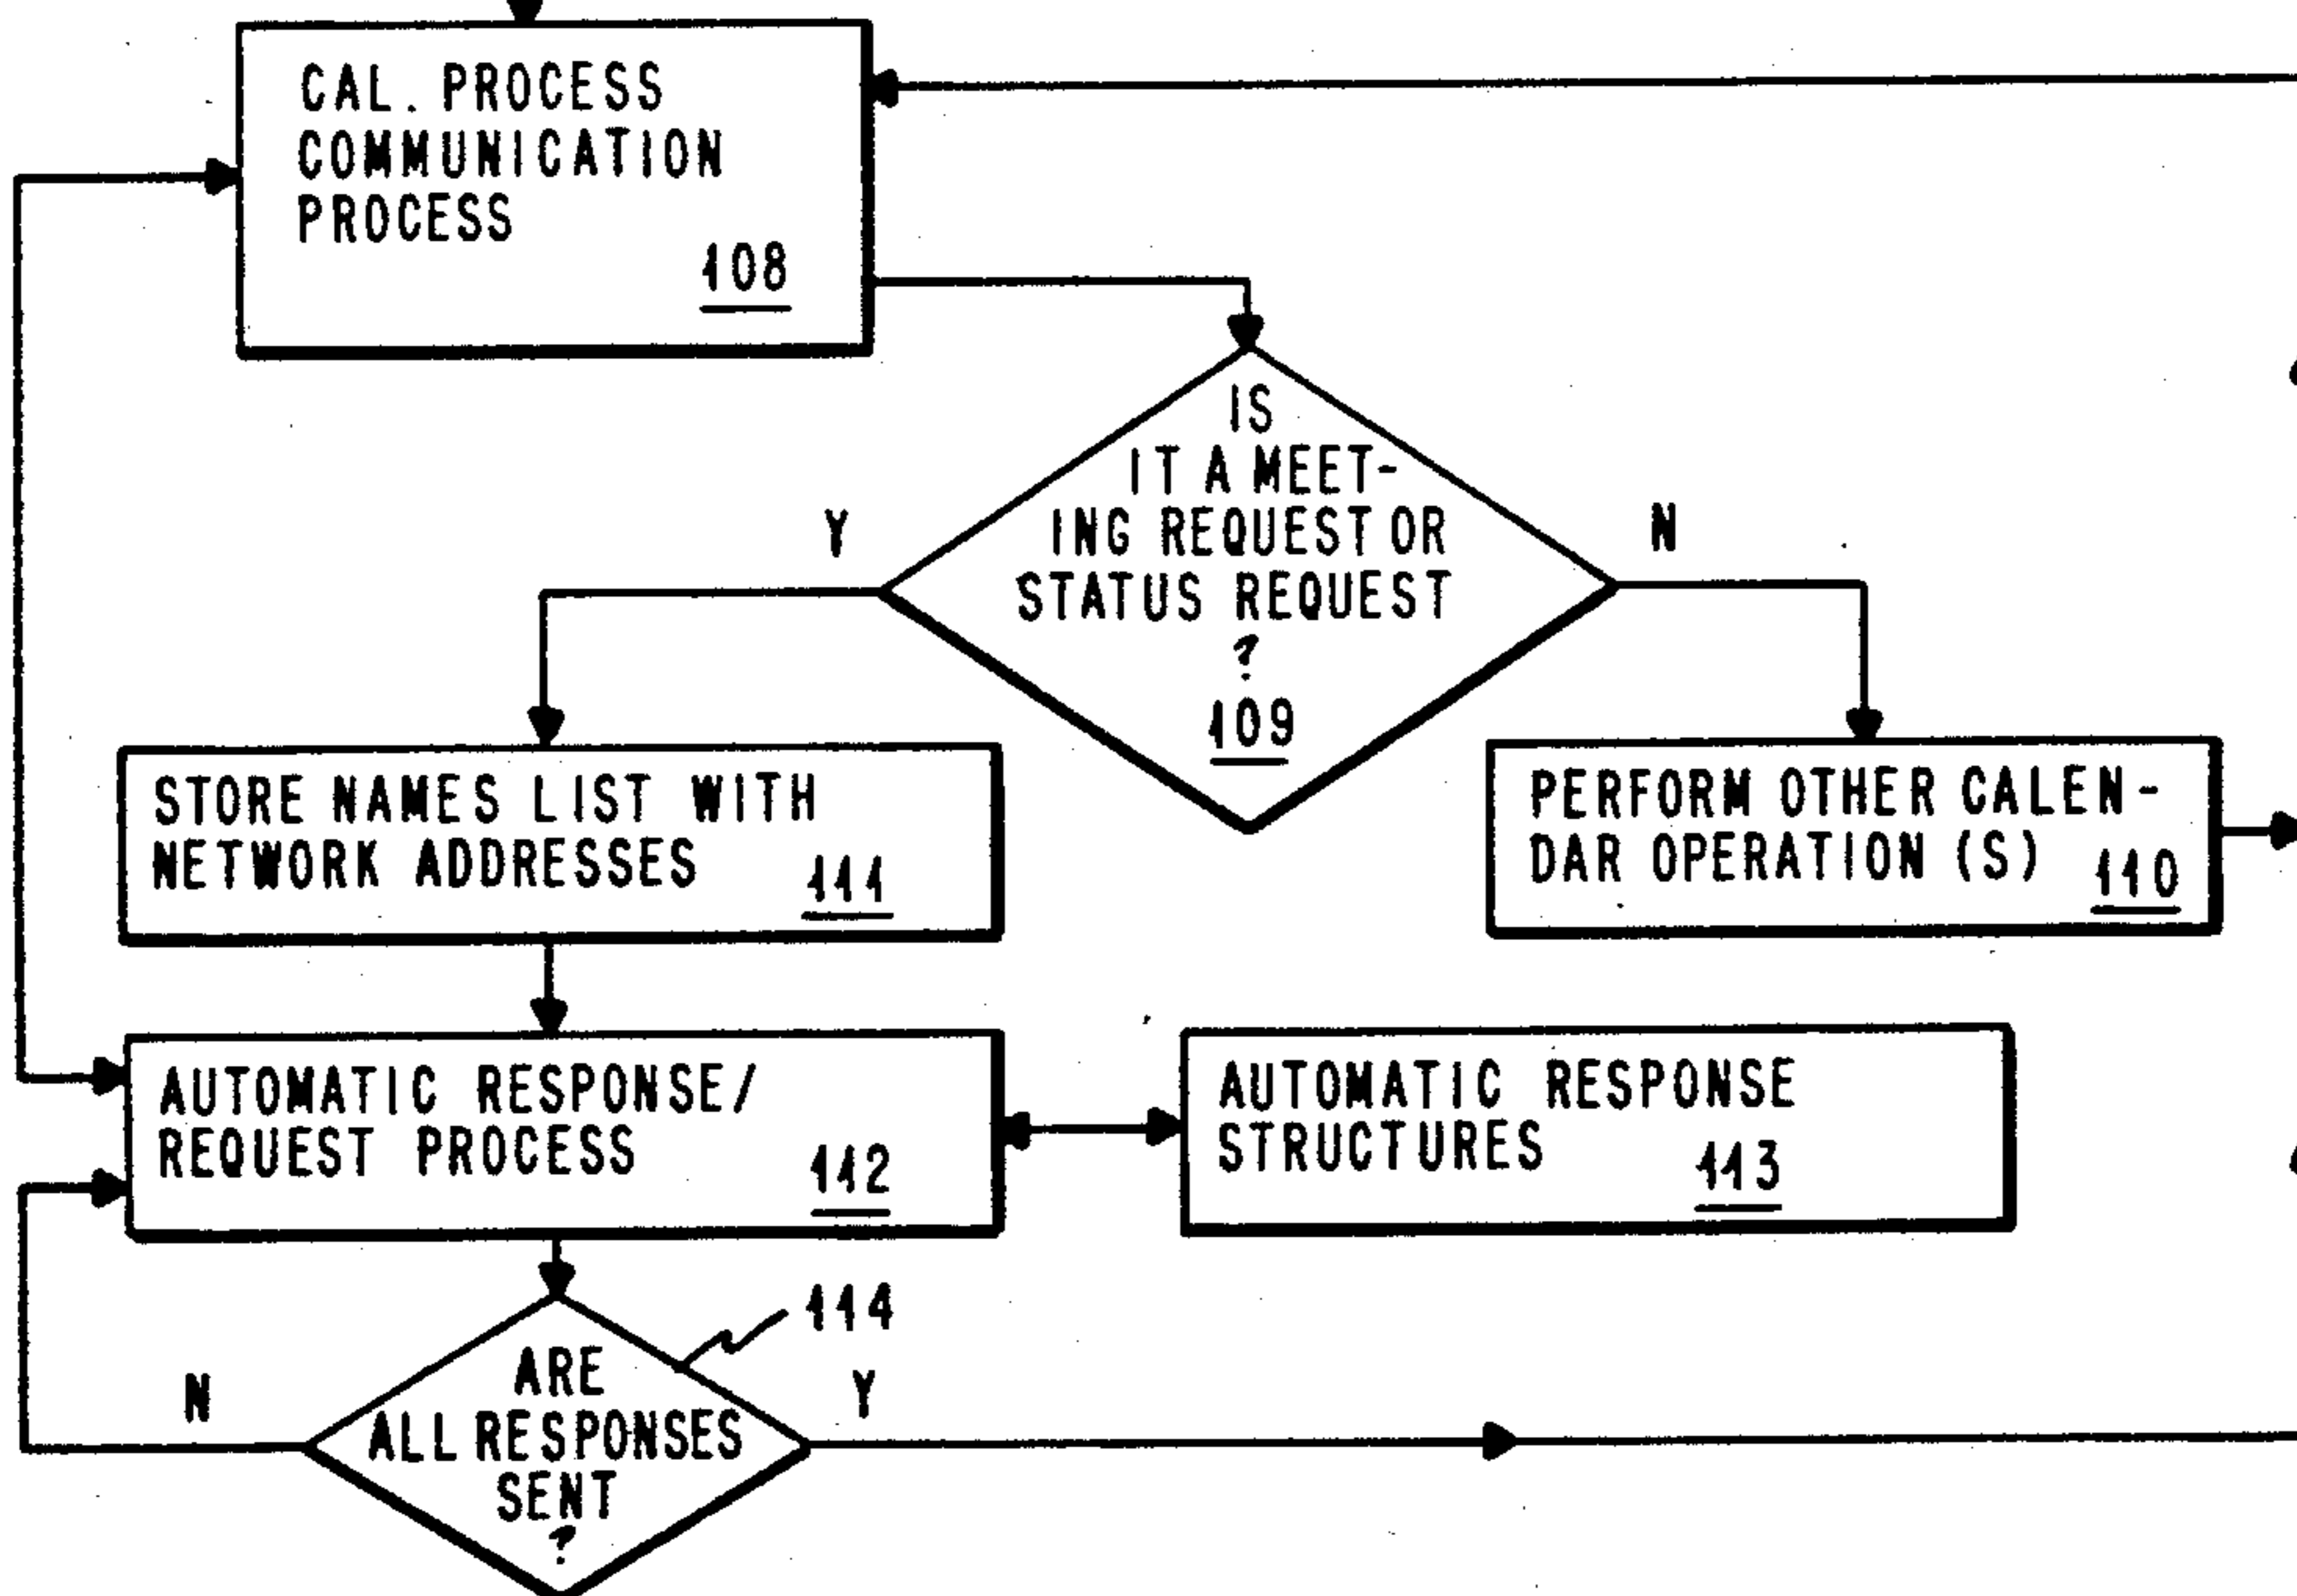 CAL. PROCESS
COMMUNICATION
PROCESS
108
IS
IT A MEET-
ING REQUEST OR
STATUS REQUEST
?
109
Y
N
STORE NAMES LIST WITH
NETWORK ADDRESSES
111
PERFORM OTHER CALEN-
DAR OPERATION (S)
110
AUTOMATIC RESPONSE/
REQUEST PROCESS
112
AUTOMATIC RESPONSE
STRUCTURES
113
114
ARE
ALL RESPONSES
SENT
?
N
Y